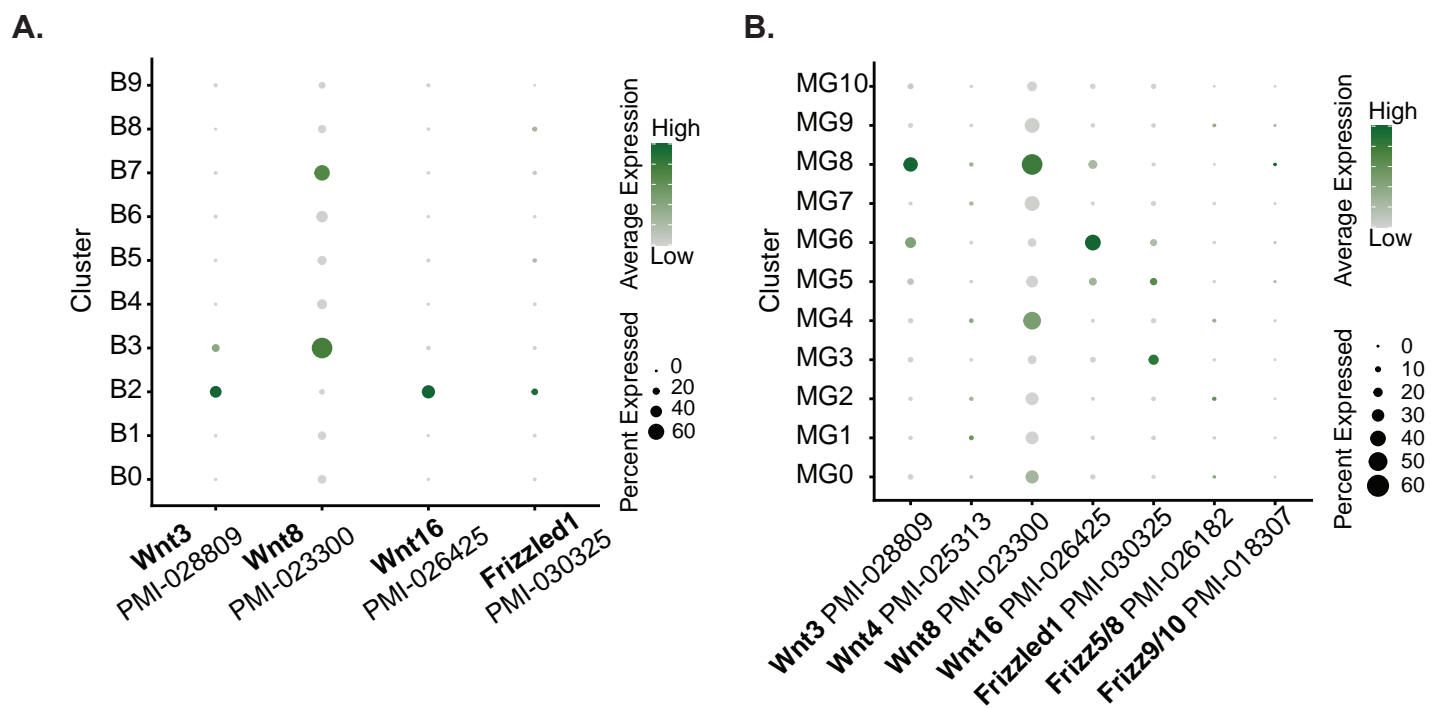 A.
B9
B8
B7
B6
B5
B4
B3
B2
B1
B0
Cluster
Wnt3
PMI-028809
Wnt8
PMI-023300
Wnt16
PMI-026425
Frizzled1
PMI-030325
Average Expression
High
Low
Percent Expressed
0
20
40
60
B.
MG10
MG9
MG8
MG7
MG6
MG5
MG4
MG3
MG2
MG1
MG0
Cluster
Wnt3 PMI-028809
Wnt4 PMI-025313
Wnt8 PMI-023300
Wnt16 PMI-026425
Frizzled1 PMI-030325
Frizz5/8 PMI-026182
Frizz9/10 PMI-018307
Average Expression
High
Low
Percent Expressed
0
10
20
30
40
50
60